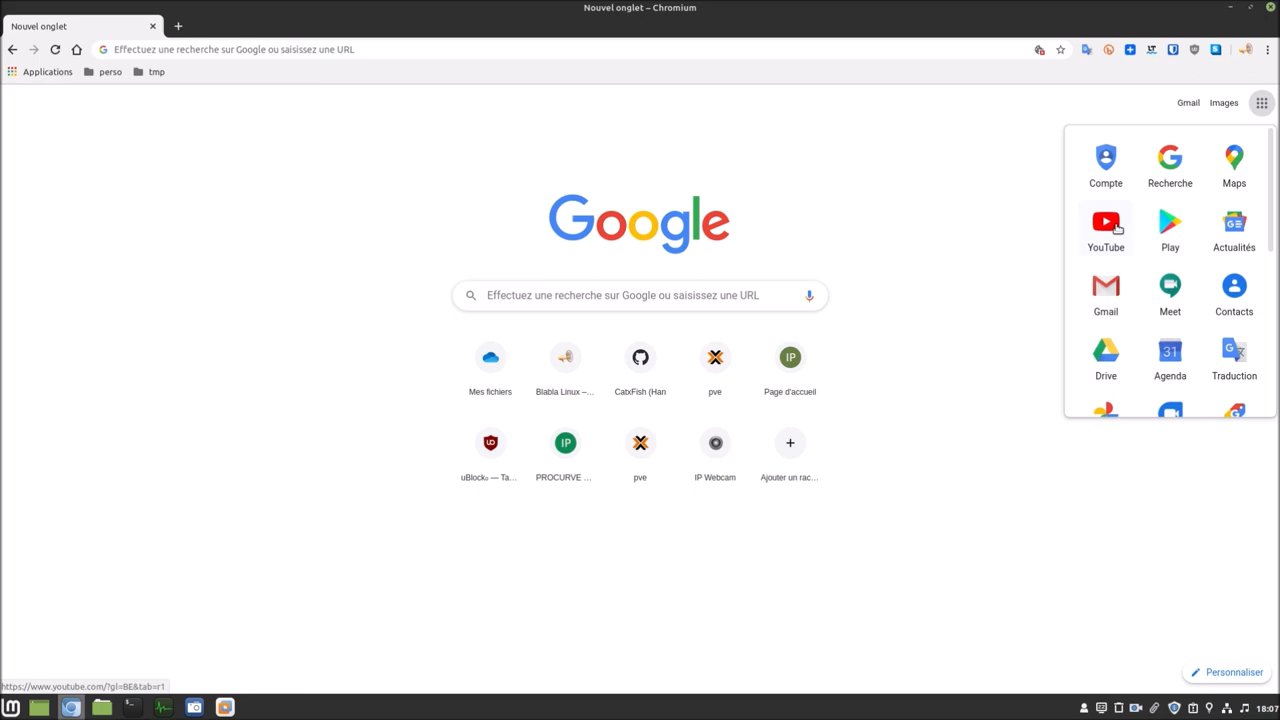 Nouvel onglet – Chromium
Nouvel onglet
Effectuez une recherche sur Google ou saisissez une URL
Applications perso tmp
Gmail Images
Compte Recherche Maps
YouTube Play Actualités
Gmail Meet Contacts
31
Drive Agenda Traduction
Google
Effectuez une recherche sur Google ou saisissez une URL
IP
Mes fichiers Blabla Linux –... CatxFish (Han pve Page d'accueil
IP
uBlock₀ — Ta... PROCURVE ... pve IP Webcam Ajouter un rac...
Personnaliser
https://www.youtube.com/?gl=BE&tab=r1
18:07